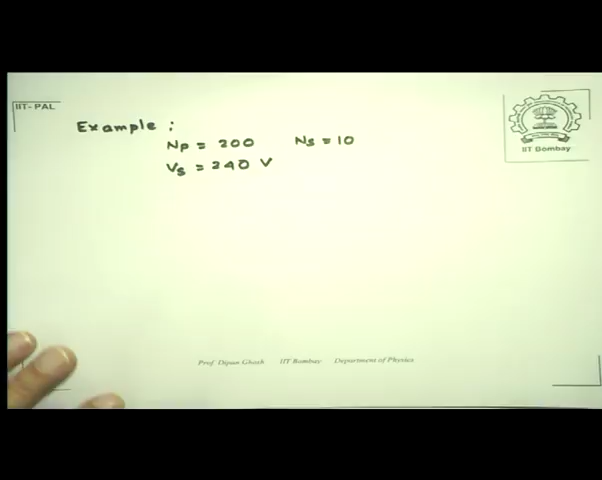 IIT-PAL
Example :
Np = 200 Ns = 10
Vs = 240 V
IIT Bombay
Prof Dipan Ghosh IIT Bombay Department of Physics